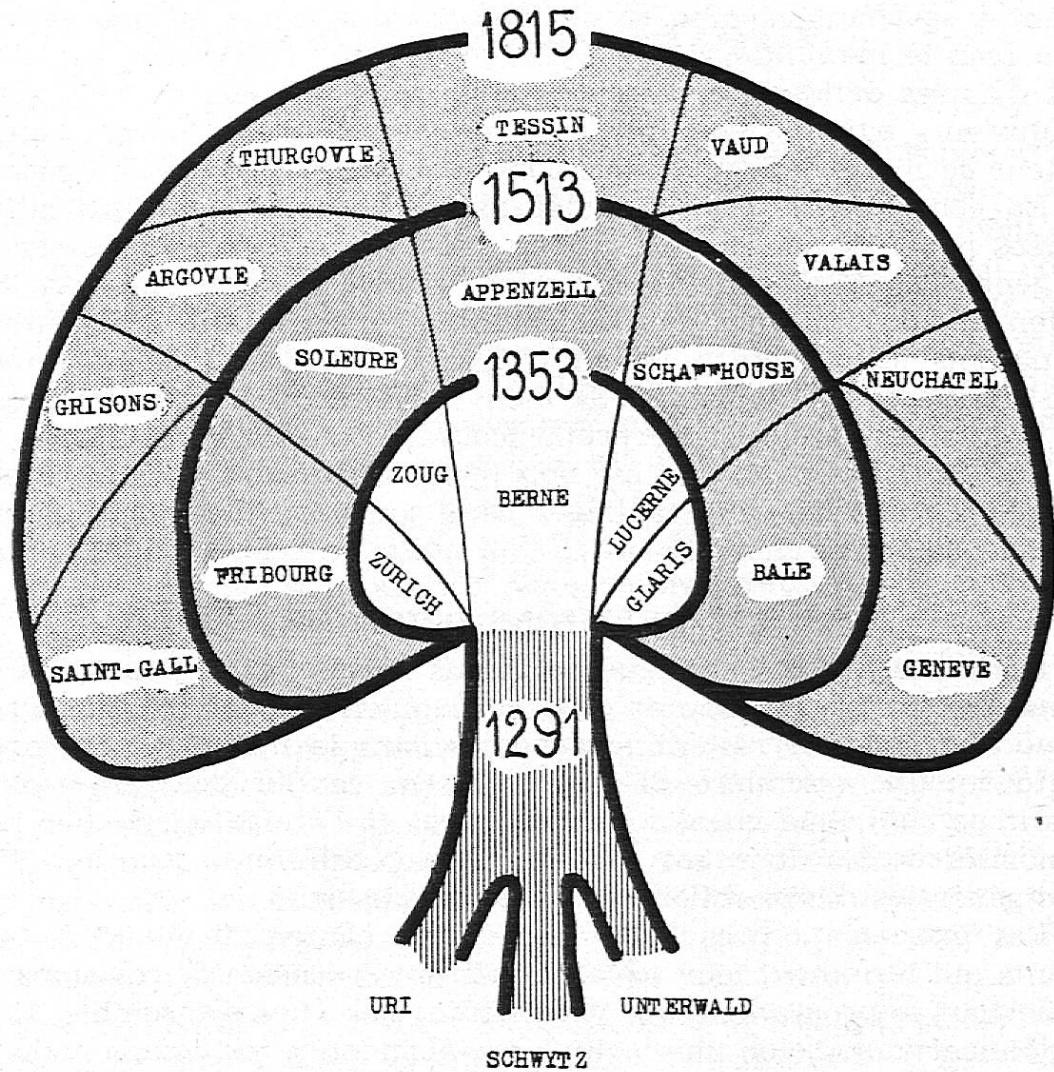 1815
TESSIN
THURGOVIE
VAUD
1513
ARGOVIE
VALAIS
APPENZELL
SOLEURE
1353
SCHAFFHOUSE
GRISONS
NEUCHATEL
ZOUG
BERNE
LUCERNE
FRIBOURG
ZURICH
GLARIS
BALE
SAINT-GALL
GENEVE
1291
URI
UNTERWALD
SCHWYTZ